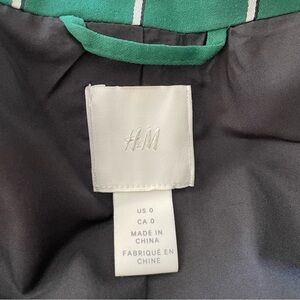 H&M
US 0
CA 0
MADE IN
CHINA
FABRIQUÉ EN
CHINE